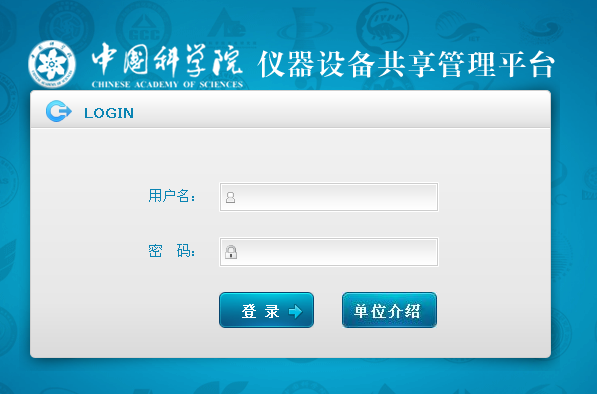 中国科学院 仪器设备共享管理平台
CHINESE ACADEMY OF SCIENCES
LOGIN
用户名：
密 码：
登 录 单位介绍